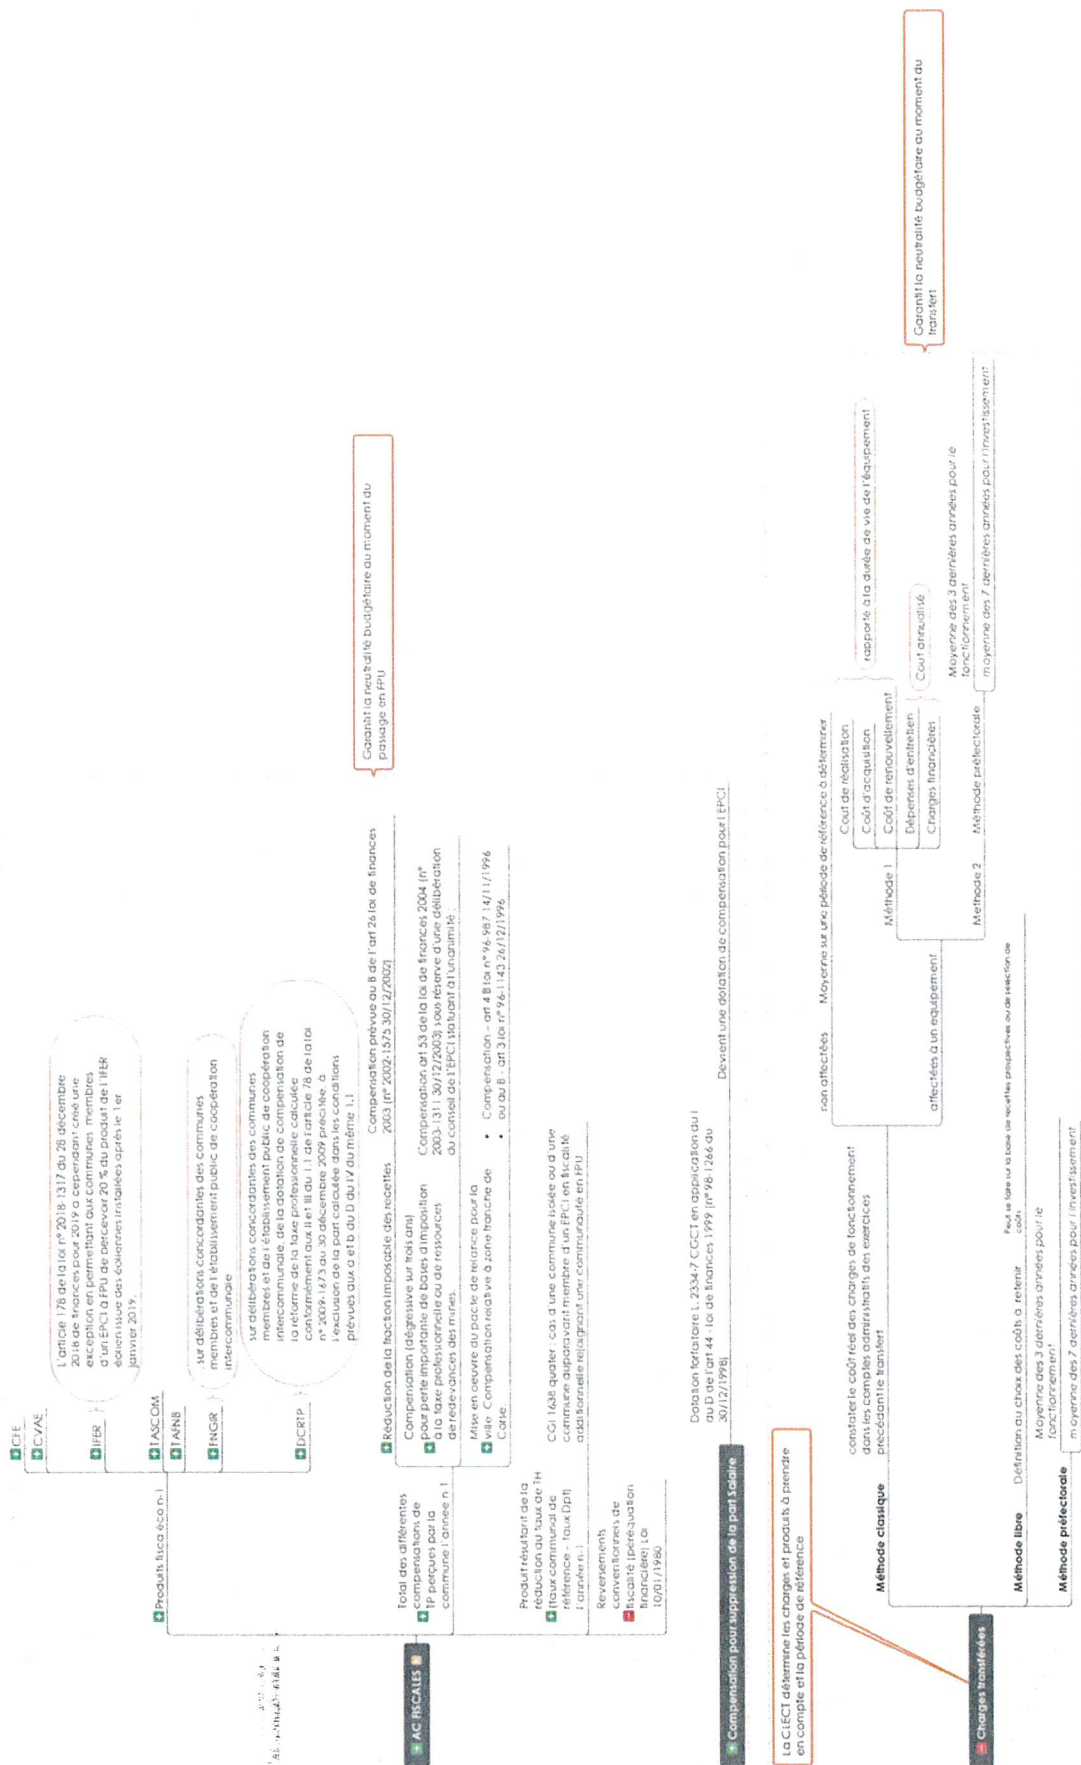 CFE
CVAE
L'article 178 de la loi n° 2018-1317 du 28 décembre
2018 de finances pour 2019 a cependant créé une
exception en permettant aux communes membres
d'un EPCI à FPU de percevoir 20 % du produit de l'IFER
éolien issue des éoliennes installées après le 1er
janvier 2019.
IFER
Produits fisca éco n-1
TASCOM
TAFNB
FNGIR
sur délibérations concordantes des communes
membres et de l'établissement public de coopération
intercommunale
DCRTP
sur délibérations concordantes des communes
membres et de l'établissement public de coopération
intercommunale, de la dotation de compensation de
la réforme de la taxe professionnelle calculée
conformément aux II et III du 1.1 de l'article 78 de la loi
n° 2009-1673 du 30 décembre 2009 précitée, à
l'exclusion de la part calculée dans les conditions
prévues aux a et b du D du IV du même 1.1
AC FISCALES
Total des différentes
compensations de
TP perçues par la
commune l'année n-1
Réduction de la fraction imposable des recettes
Compensation prévue au B de l'art 26 loi de finances
2003 (n° 2002-1575 30/12/2002)
Compensation (dégressive sur trois ans)
pour perte importante de bases d'imposition
à la taxe professionnelle ou de ressources
de redevances des mines.
Compensation art 53 de la loi de finances 2004 (n°
2003-1311 30/12/2003) sous réserve d'une délibération
du conseil de l'EPCI statuant à l'unanimité.
Mise en oeuvre du pacte de relance pour la
ville. Compensation relative à zone franche de
Corse.
• Compensation - art 4 B loi n° 96-987 14/11/1996
• ou au B - art 3 loi n° 96-1143 26/12/1996
Garantit la neutralité budgétaire au moment du
passage en FPU
Produit résultant de la
réduction du taux de TH
(taux communal de
référence - taux Dpt)
l'année n-1
CGI 1638 quater : cas d'une commune isolée ou d'une
commune auparavant membre d'un EPCI en fiscalité
additionnelle rejoignant une communauté en FPU
Reversements
conventionnels de
fiscalité (péréquation
financière) Loi
10/01/1980
Compensation pour suppression de la part Salaire
Dotation forfaitaire L. 2334-7 CGCT en application du I
du D de l'art 44 - loi de finances 1999 (n° 98-1266 du
30/12/1998)
Devient une dotation de compensation pour l EPCI
La CLECT détermine les charges et produits à prendre
en compte et la période de référence
Charges transférées
Méthode classique
constater le coût réel des charges de fonctionnement
dans les comptes administratifs des exercices
précédant le transfert
non affectées
Moyenne sur une période de référence à déterminer
affectées à un equipement
Méthode 1
Cout de réalisation
Coût d'acquisition
Coût de renouvellement
Dépenses d'entretien
Charges financières
rapporté à la durée de vie de l'équipement
Cout annualisé
Methode 2
Méthode préfectorale
Moyenne des 3 dernières années pour le
fonctionnement
moyenne des 7 dernières années pour l'investissement
Garantit la neutralité budgétaire au moment du
transfert
Méthode libre
Définition au choix des coûts à retenir
Peut se faire sur la base de recettes prospectives ou de sélection de
coûts
Méthode préfectorale
Moyenne des 3 dernières années pour le
fonctionnement
moyenne des 7 dernières années pour l'investissement